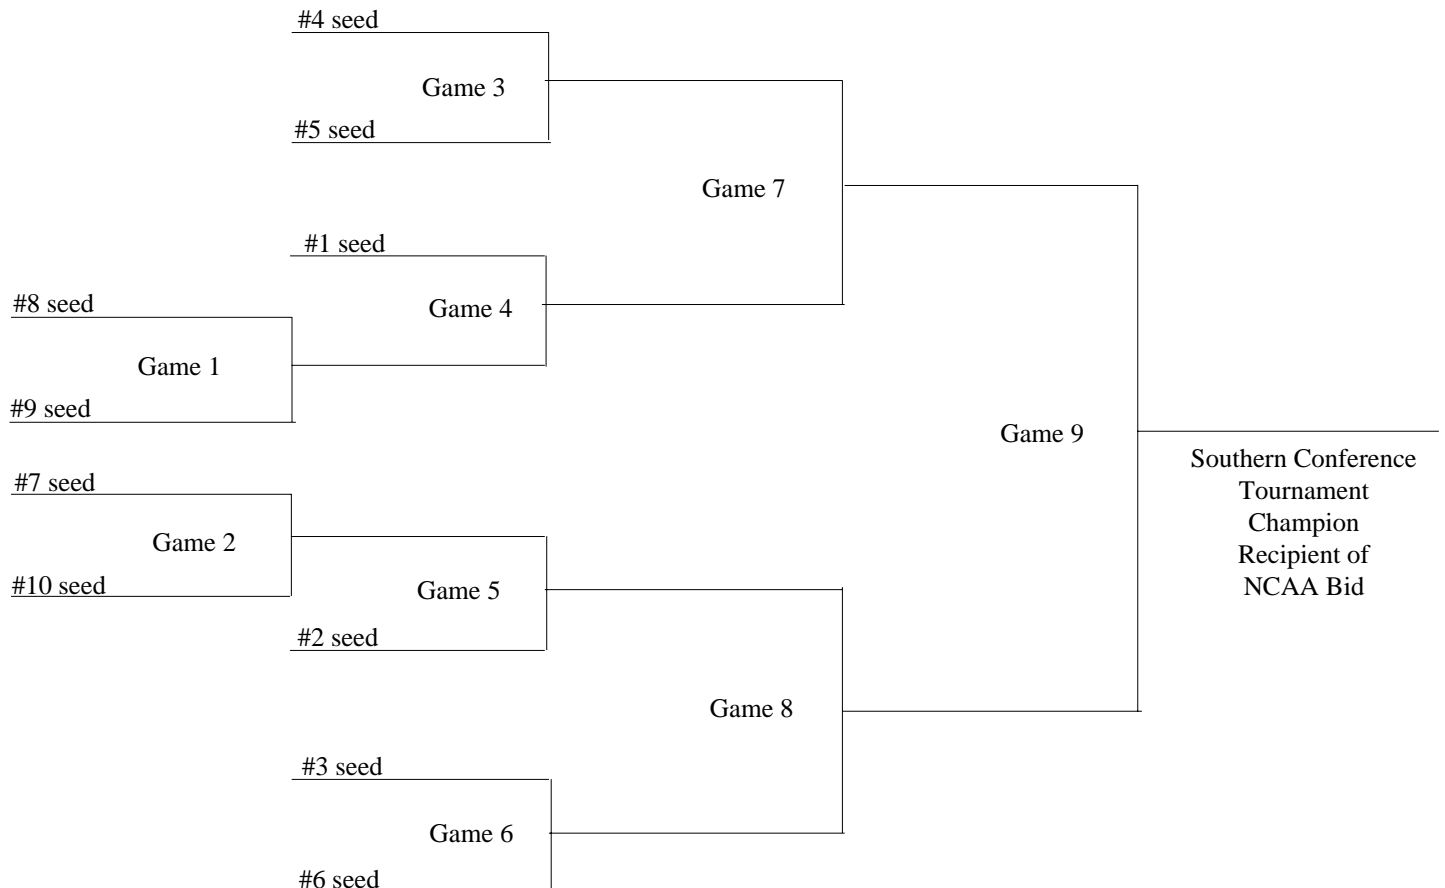 #4 seed
Game 3
#5 seed
Game 7
#1 seed
#8 seed
Game 4
Game 1
#9 seed
Game 9
Southern Conference
Tournament
Champion
Recipient of
NCAA Bid
#7 seed
Game 2
#10 seed
Game 5
#2 seed
Game 8
#3 seed
Game 6
#6 seed